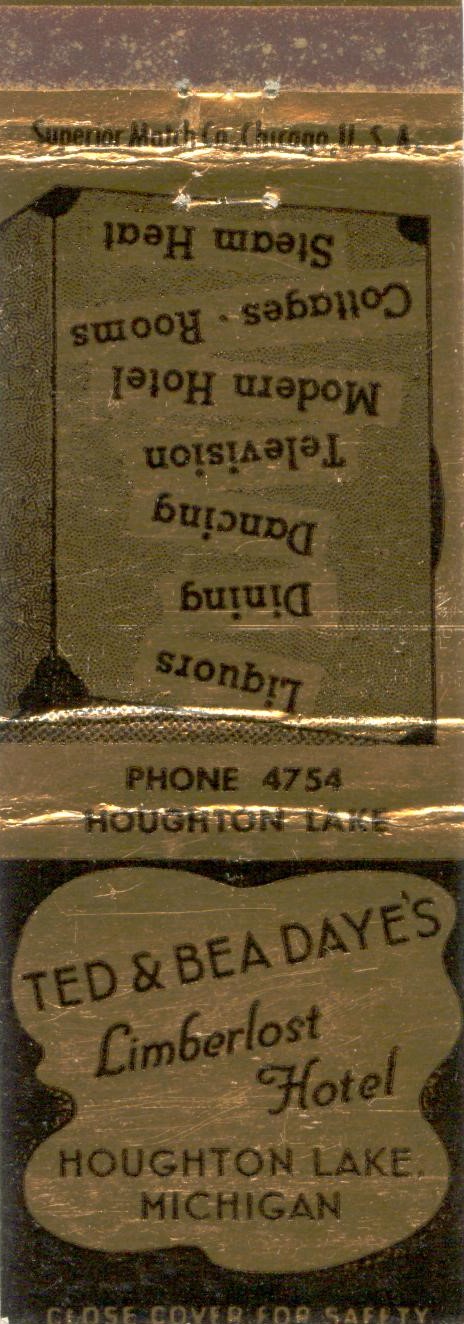 Superior Match Co., Chicago, U. S. A.
Liquors
Dining
Dancing
Television
Modern Hotel
Cottages - Rooms
Steam Heat
PHONE 4754
HOUGHTON LAKE
TED & BEA DAYE'S
Limberlost
Hotel
HOUGHTON LAKE,
MICHIGAN
CLOSE COVER FOR SAFETY